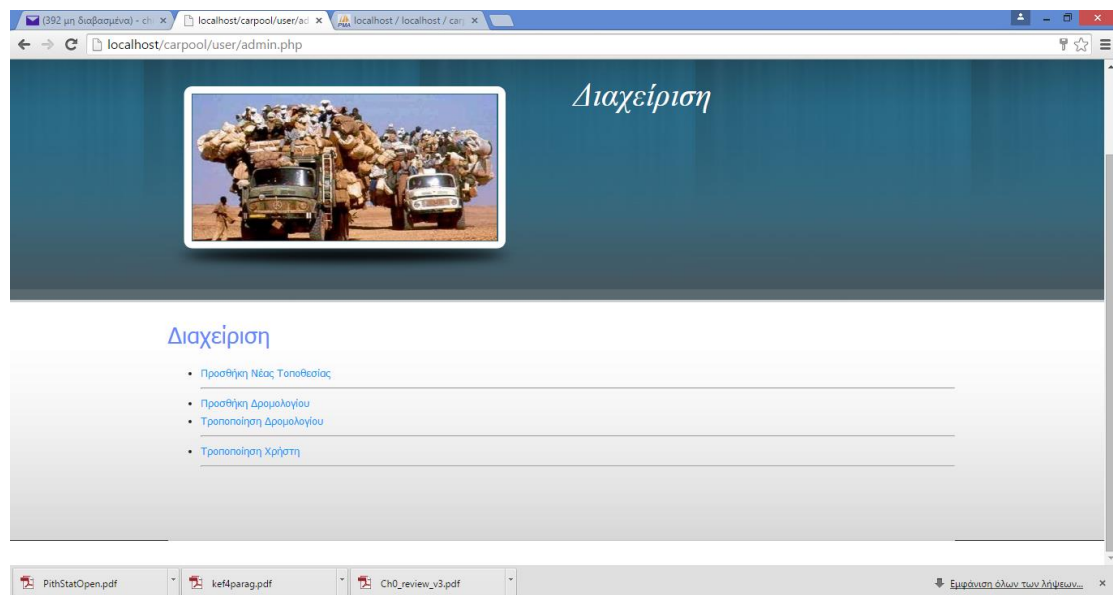 (392 μη διαβασμένα) - ch
localhost/carpool/user/ad
localhost / localhost / car
localhost/carpool/user/admin.php
Διαχείριση
Διαχείριση
Προσθήκη Νέας Τοποθεσίας
Προσθήκη Δρομολογίου
Τροποποίηση Δρομολογίου
Τροποποίηση Χρήστη
PithStatOpen.pdf
kef4parag.pdf
Ch0_review_v3.pdf
Εμφάνιση όλων των λήψεων...